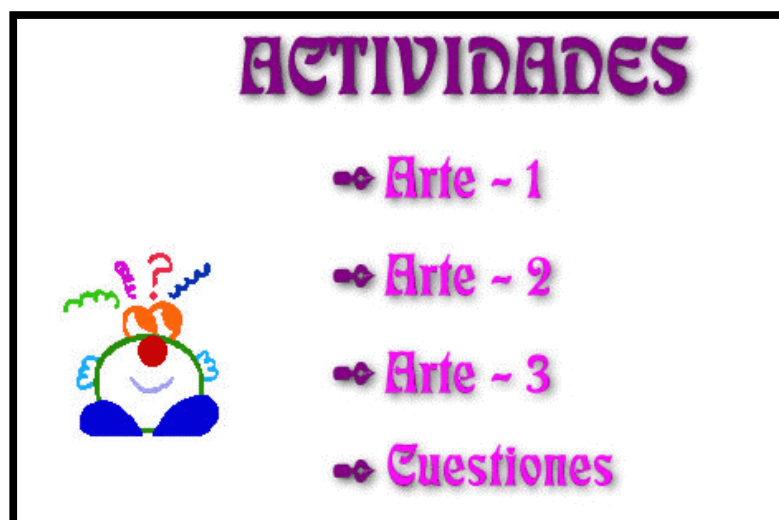 ACTIVIDADES
Arte - 1
Arte - 2
Arte - 3
Cuestiones